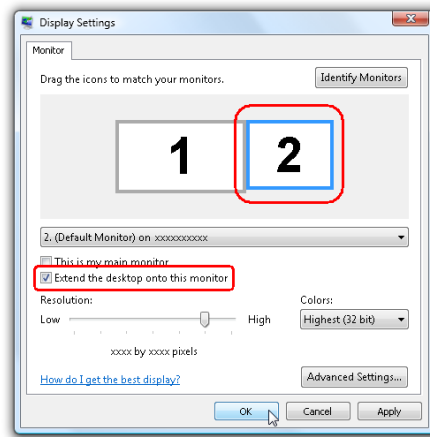 Display Settings
Monitor
Drag the icons to match your monitors.
Identify Monitors
1
2
2. (Default Monitor) on xxxxxxxxxx
This is my main monitor
Extend the desktop onto this monitor
Resolution:
Colors:
Low
High
Highest (32 bit)
xxxx by xxxx pixels
How do I get the best display?
Advanced Settings...
OK
Cancel
Apply